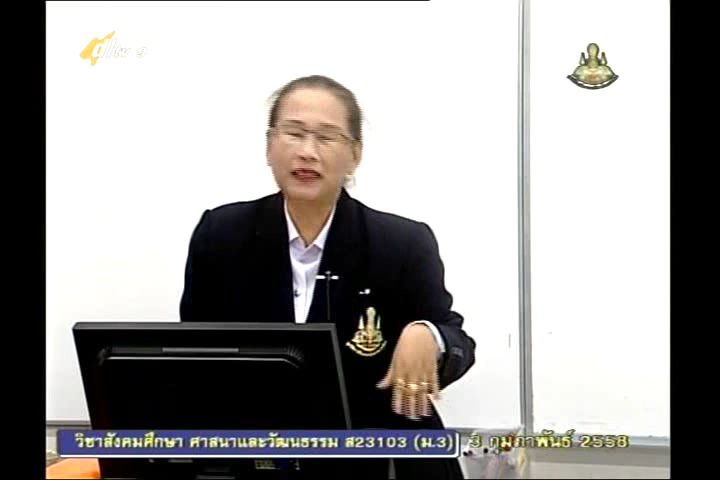 dltv 9
วิชาสังคมศึกษา ศาสนาและวัฒนธรรม ส23103 (ม.3) 3 กุมภาพันธ์ 2558